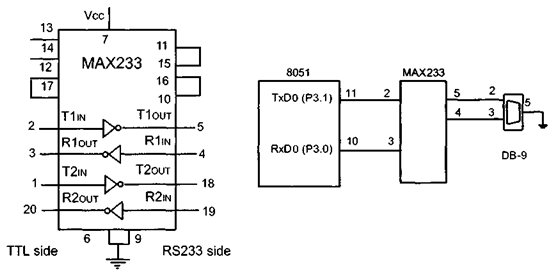 Vcc
13
7
14
11
MAX233
12
15
17
16
10
2 T1IN T1OUT 5
3 R1OUT R1IN 4
1 T2IN T2OUT 18
20 R2OUT R2IN 19
TTL side 6 9 RS233 side
8051 MAX233
TxD0 (P3.1) 11 2 5 2 5
4 3
RxD0 (P3.0) 10 3
DB-9